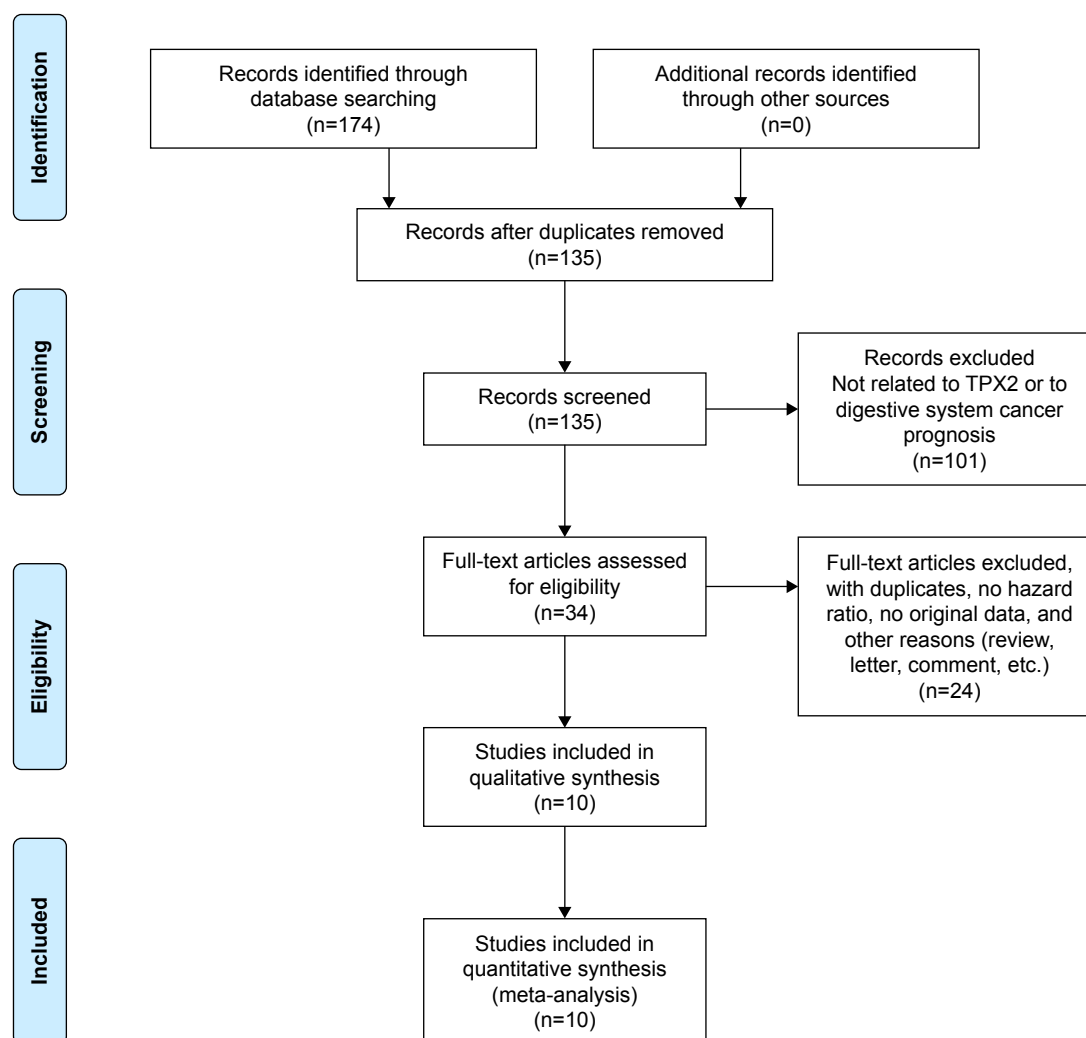 Identification
Records identified through
database searching
(n=174)
Additional records identified
through other sources
(n=0)
Records after duplicates removed
(n=135)
Screening
Records screened
(n=135)
Records excluded
Not related to TPX2 or to
digestive system cancer
prognosis
(n=101)
Eligibility
Full-text articles assessed
for eligibility
(n=34)
Full-text articles excluded,
with duplicates, no hazard
ratio, no original data, and
other reasons (review,
letter, comment, etc.)
(n=24)
Studies included in
qualitative synthesis
(n=10)
Included
Studies included in
quantitative synthesis
(meta-analysis)
(n=10)